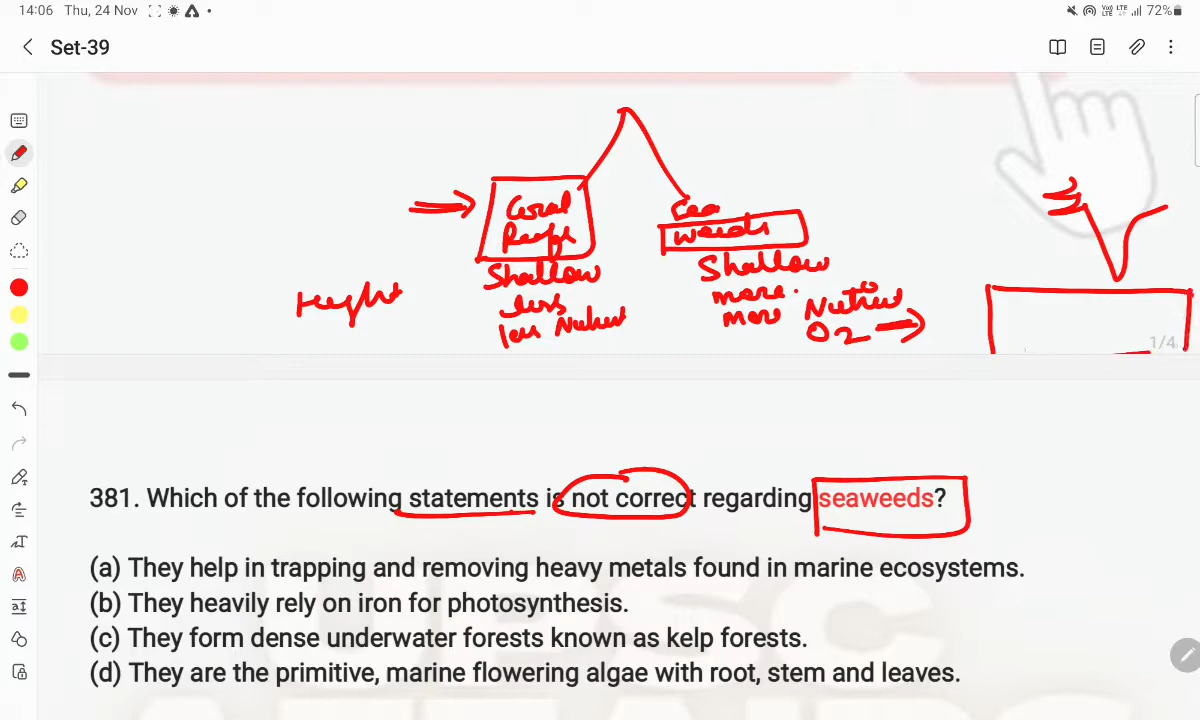 14:06 Thu, 24 Nov
72%
Set-39
Coral
Sea
weeds
Shallow
Shallow
less
more
Height
more
O2
1/4
381. Which of the following statements is not correct regarding seaweeds?
(a) They help in trapping and removing heavy metals found in marine ecosystems.
(b) They heavily rely on iron for photosynthesis.
(c) They form dense underwater forests known as kelp forests.
(d) They are the primitive, marine flowering algae with root, stem and leaves.